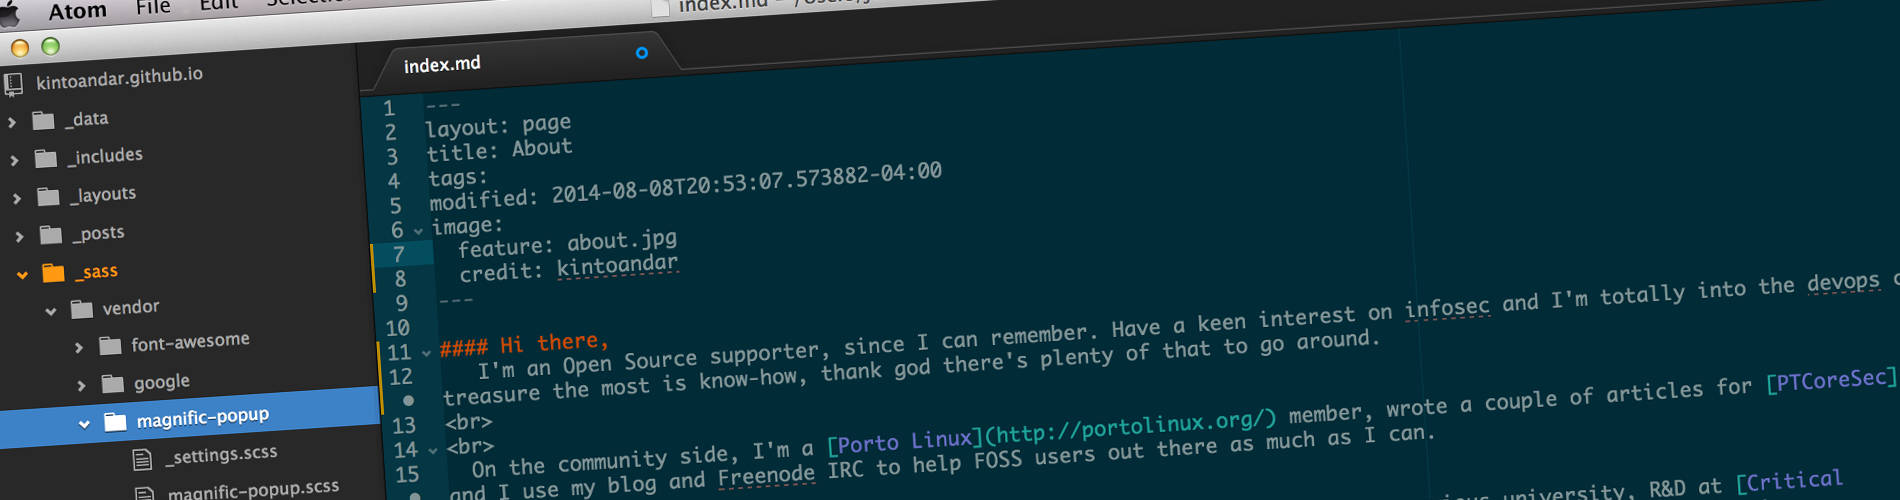 Atom File Edit
index.md
kintoandar.github.io
_data
_includes
_layouts
_posts
_sass
vendor
font-awesome
google
magnific-popup
_settings.scss
magnific-popup.scss
index.md
1 ---
2 layout: page
3 title: About
4 tags:
5 modified: 2014-08-08T20:53:07.573882-04:00
6 image:
7 feature: about.jpg
8 credit: kintoandar
9 ---
10
11 #### Hi there,
12 I'm an Open Source supporter, since I can remember. Have a keen interest on infosec and I'm totally into the devops
treasure the most is know-how, thank god there's plenty of that to go around.
13 <br>
14 <br>
15 On the community side, I'm a [Porto Linux](http://portolinux.org/) member, wrote a couple of articles for [PTCoreSec]
and I use my blog and Freenode IRC to help FOSS users out there as much as I can.
university, R&D at [Critical